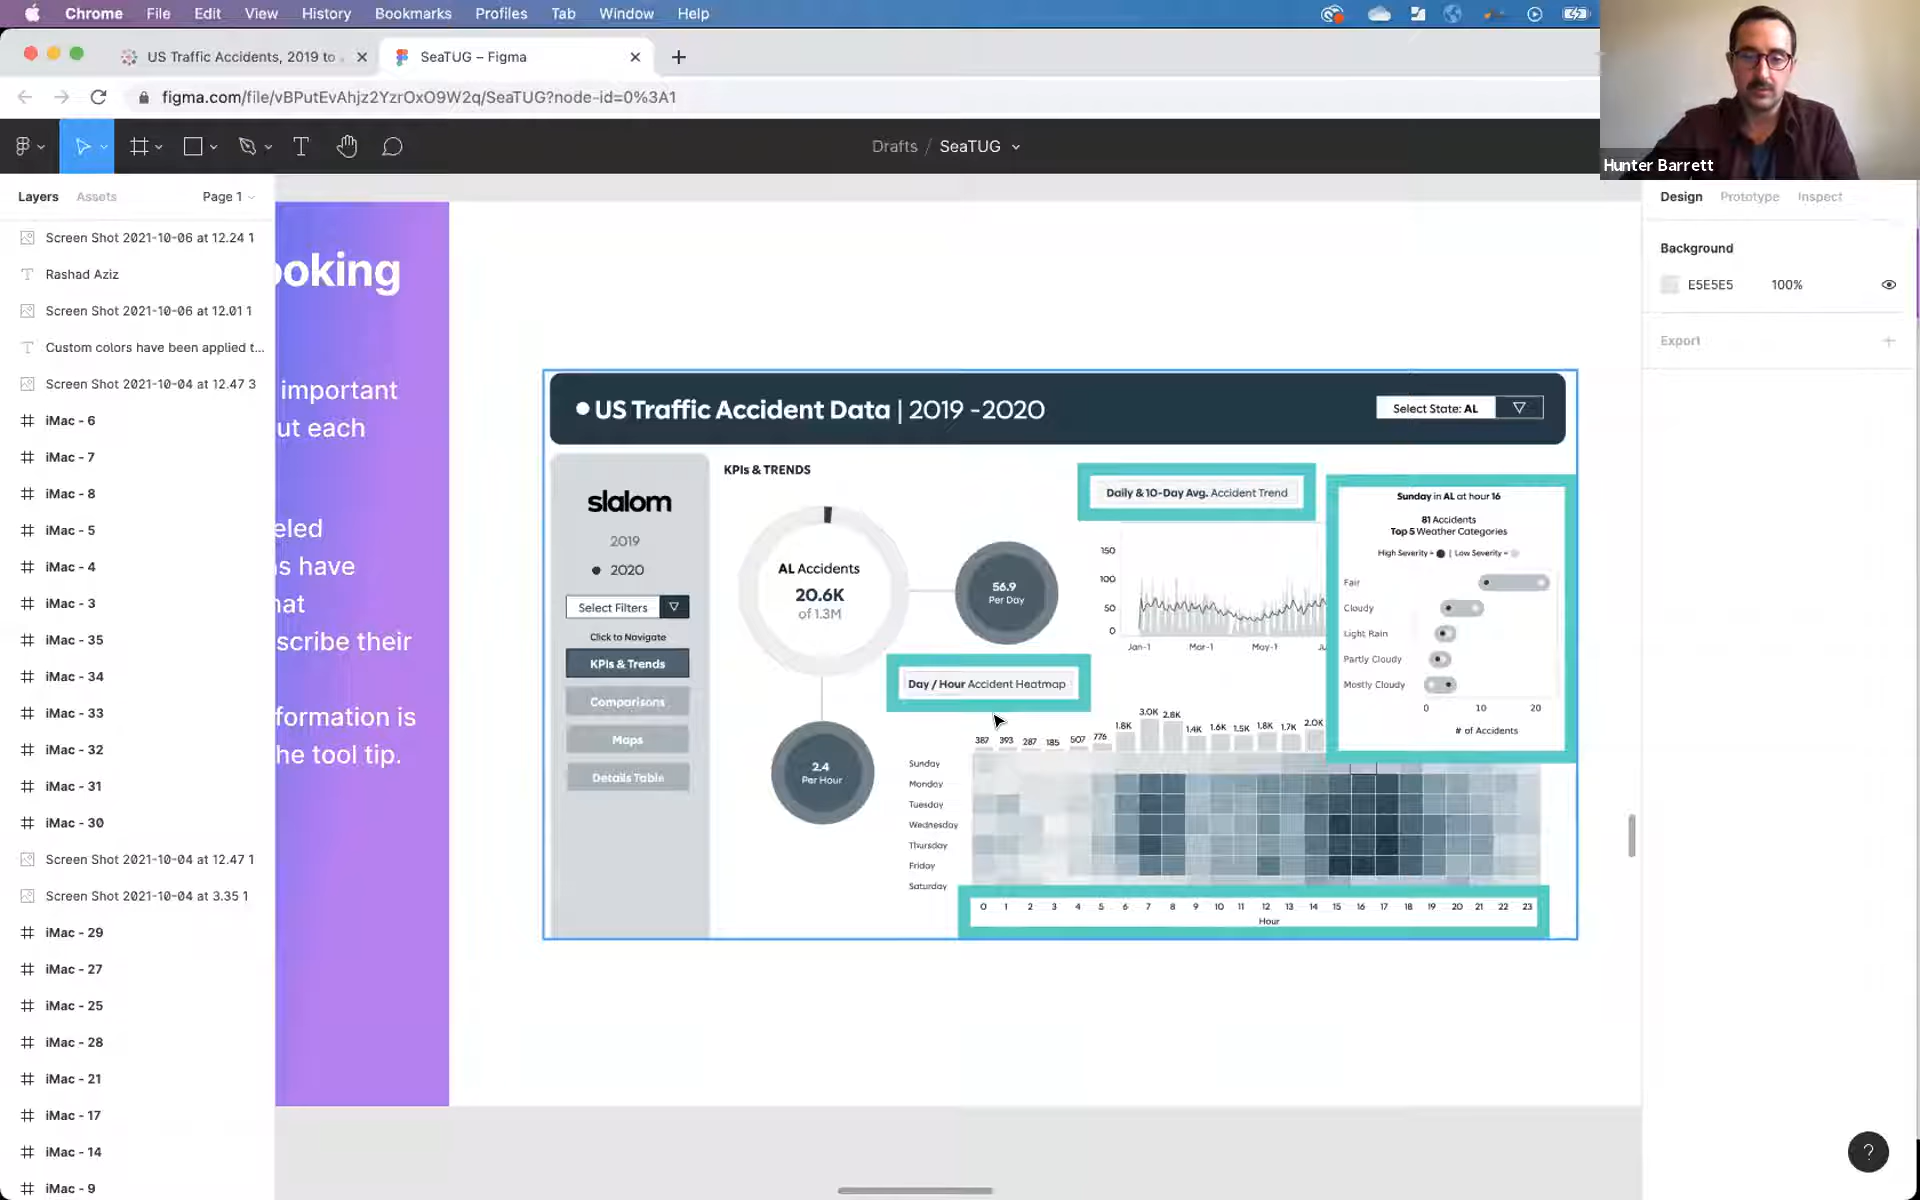 Chrome File Edit View History Bookmarks Profiles Tab Window Help
US Traffic Accidents, 2019 to
SeaTUG – Figma
figma.com/file/vBPutEvAhjz2YzrOxO9W2q/SeaTUG?node-id=0%3A1
Hunter Barrett
Drafts / SeaTUG
Layers Assets Page 1
Design Prototype Inspect
Background
E5E5E5 100%
Export
Screen Shot 2021-10-06 at 12.24 1
Rashad Aziz
Screen Shot 2021-10-06 at 12.01 1
Custom colors have been applied t...
Screen Shot 2021-10-04 at 12.47 3
iMac - 6
iMac - 7
iMac - 8
iMac - 5
iMac - 4
iMac - 3
iMac - 35
iMac - 34
iMac - 33
iMac - 32
iMac - 31
iMac - 30
Screen Shot 2021-10-04 at 12.47 1
Screen Shot 2021-10-04 at 3.35 1
iMac - 29
iMac - 27
iMac - 25
iMac - 28
iMac - 21
iMac - 17
iMac - 14
iMac - 9
ooking
important
ut each
eled
s have
hat
scribe their
formation is
he tool tip.
US Traffic Accident Data | 2019 -2020
Select State: AL
slalom
2019
2020
Select Filters
Click to Navigate
KPIs & Trends
Comparisons
Maps
Details Table
KPIs & TRENDS
AL Accidents
20.6K
of 1.3M
56.9
Per Day
2.4
Per Hour
Daily & 10-Day Avg. Accident Trend
150
100
50
0
Jan-1 Mar-1 May-1 Ju
Sunday in AL at hour 16
81 Accidents
Top 5 Weather Categories
High Severity = | Low Severity =
Fair
Cloudy
Light Rain
Partly Cloudy
Mostly Cloudy
0 10 20
# of Accidents
Day / Hour Accident Heatmap
387 393 287 185 507 776 1.8K 3.0K 2.8K 1.4K 1.6K 1.5K 1.8K 1.7K 2.0K
Sunday
Monday
Tuesday
Wednesday
Thursday
Friday
Saturday
0 1 2 3 4 5 6 7 8 9 10 11 12 13 14 15 16 17 18 19 20 21 22 23
Hour
?